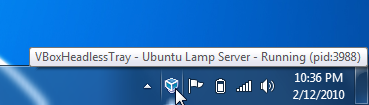 VBoxHeadlessTray - Ubuntu Lamp Server - Running (pid:3988)
10:36 PM
2/12/2010